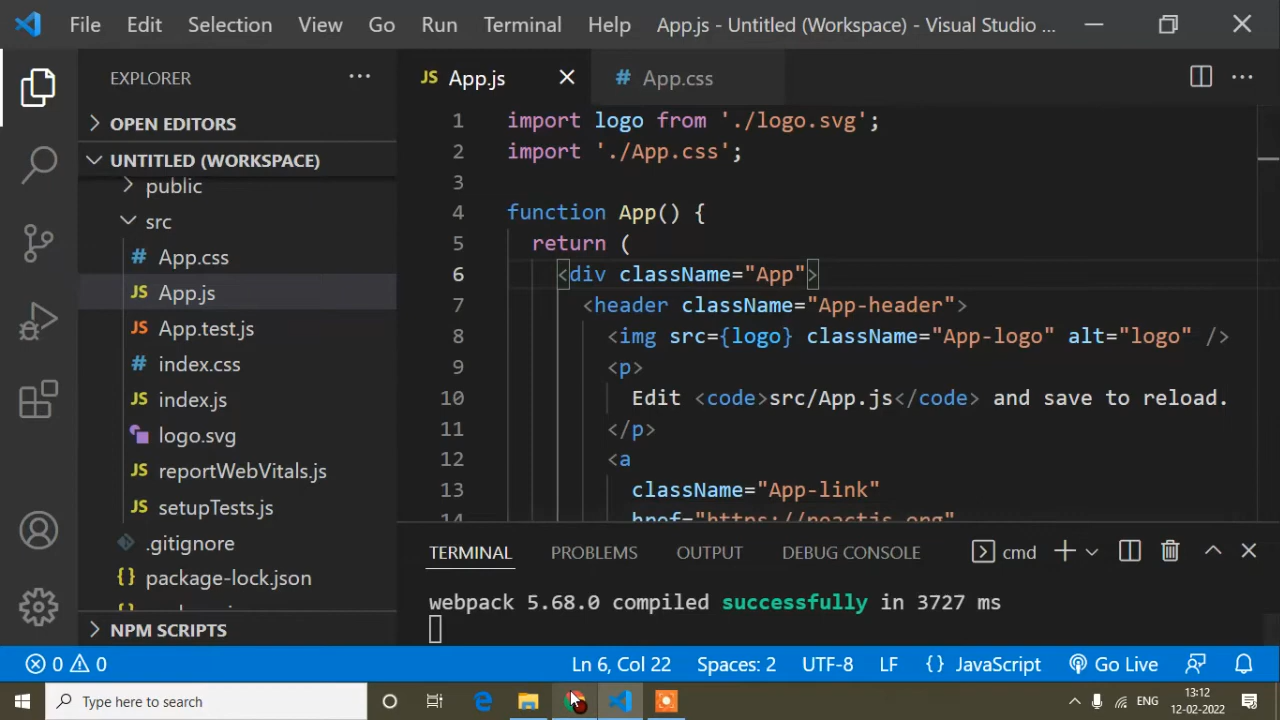 File Edit Selection View Go Run Terminal Help App.js - Untitled (Workspace) - Visual Studio ...
EXPLORER
OPEN EDITORS
UNTITLED (WORKSPACE)
public
src
# App.css
JS App.js
JS App.test.js
# index.css
JS index.js
logo.svg
JS reportWebVitals.js
JS setupTests.js
.gitignore
{} package-lock.json
NPM SCRIPTS
JS App.js
# App.css
1 import logo from './logo.svg';
2 import './App.css';
3
4 function App() {
5 return (
6 <div className="App">
7 <header className="App-header">
8 <img src={logo} className="App-logo" alt="logo" />
9 <p>
10 Edit <code>src/App.js</code> and save to reload.
11 </p>
12 <a
13 className="App-link"
14 href="https://reactjs.org"
TERMINAL PROBLEMS OUTPUT DEBUG CONSOLE cmd
webpack 5.68.0 compiled successfully in 3727 ms
0 0 Ln 6, Col 22 Spaces: 2 UTF-8 LF {} JavaScript Go Live
Type here to search
ENG
13:12
12-02-2022